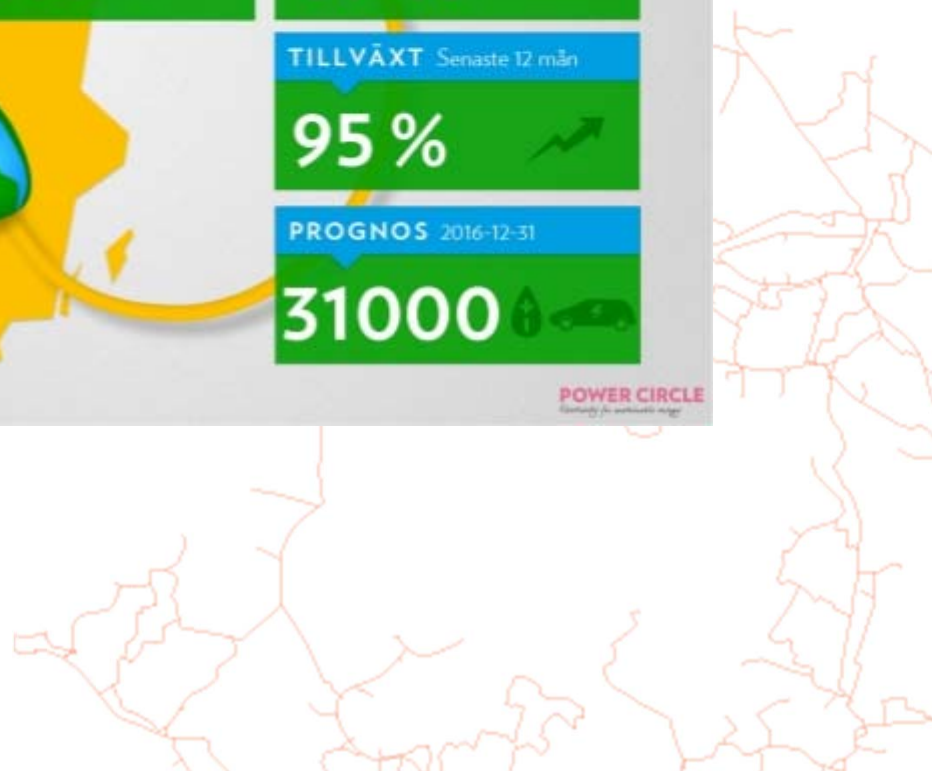 TILLVÄXT Senaste 12 mån
95 %
PROGNOS 2016-12-31
31000
POWER CIRCLE